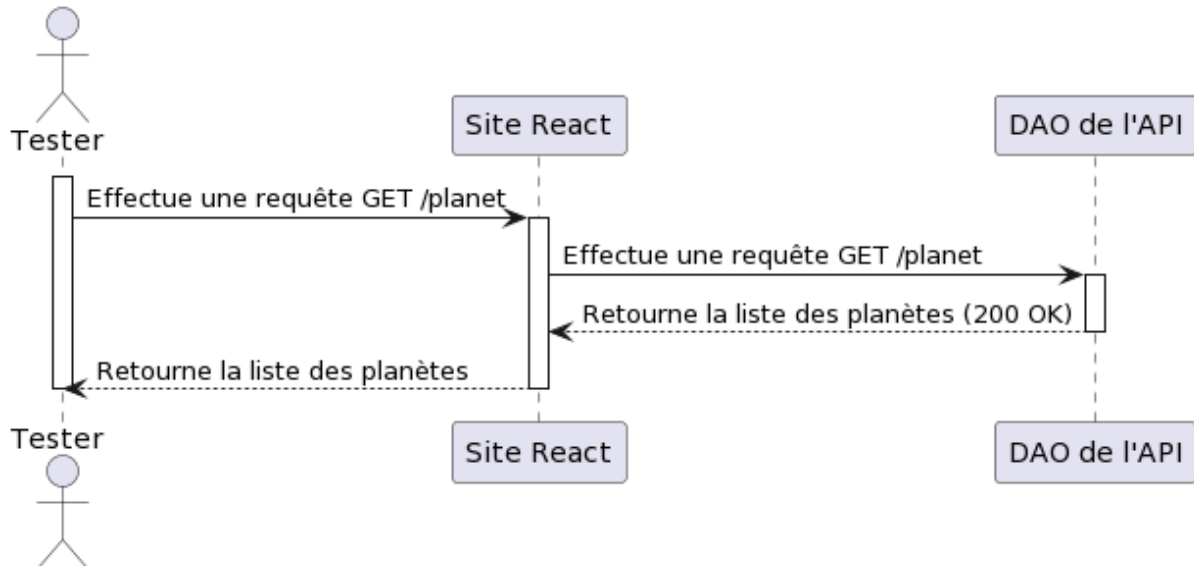 Tester
Site React
DAO de l'API
Effectue une requête GET /planet
Effectue une requête GET /planet
Retourne la liste des planètes (200 OK)
Retourne la liste des planètes
Tester
Site React
DAO de l'API